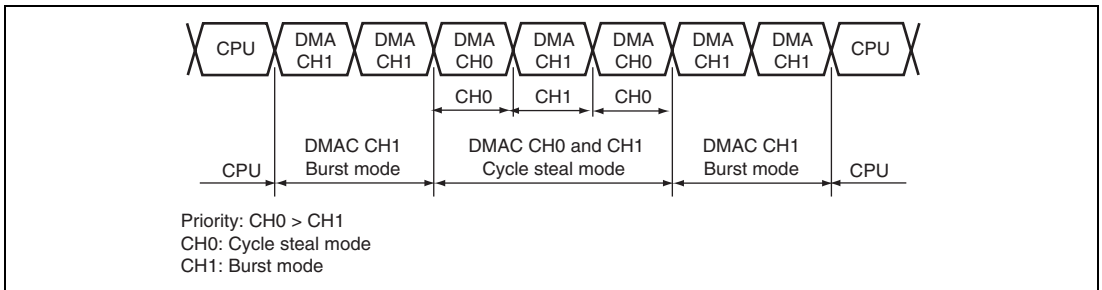 CPU DMA DMA DMA DMA DMA DMA DMA CPU
CH1 CH1 CH0 CH1 CH0 CH1 CH1
CH0 CH1 CH0
DMAC CH1 DMAC CH0 and CH1 DMAC CH1
CPU Burst mode Cycle steal mode Burst mode CPU
Priority: CH0 > CH1
CH0: Cycle steal mode
CH1: Burst mode